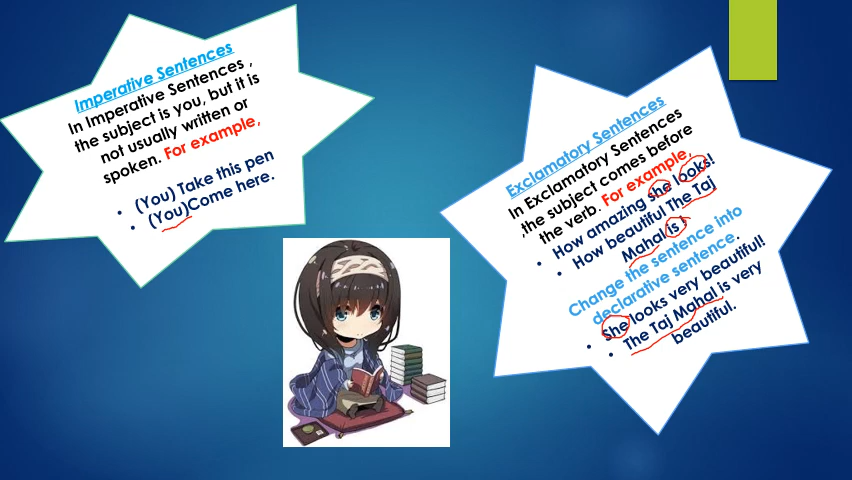 Imperative Sentences
In Imperative Sentences ,
the subject is you, but it is
not usually written or
spoken. For example,
• (You) Take this pen
• (You)Come here.
Exclamatory Sentences
In Exclamatory Sentences
,the subject comes before
the verb. For example,
• How amazing she looks!
• How beautiful The Taj
Mahal is !
Change the sentence into
declarative sentence.
• She looks very beautiful!
• The Taj Mahal is very
beautiful.